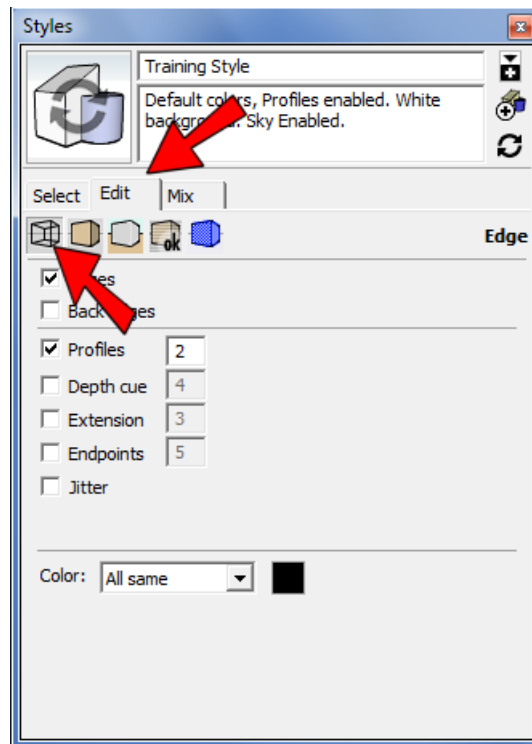 Styles
Training Style
Default colors, Profiles enabled. White
Sky Enabled.
Select Edit Mix
ok
Edge
Back
Profiles 2
Depth cue 4
Extension 3
Endpoints 5
Jitter
Color: All same